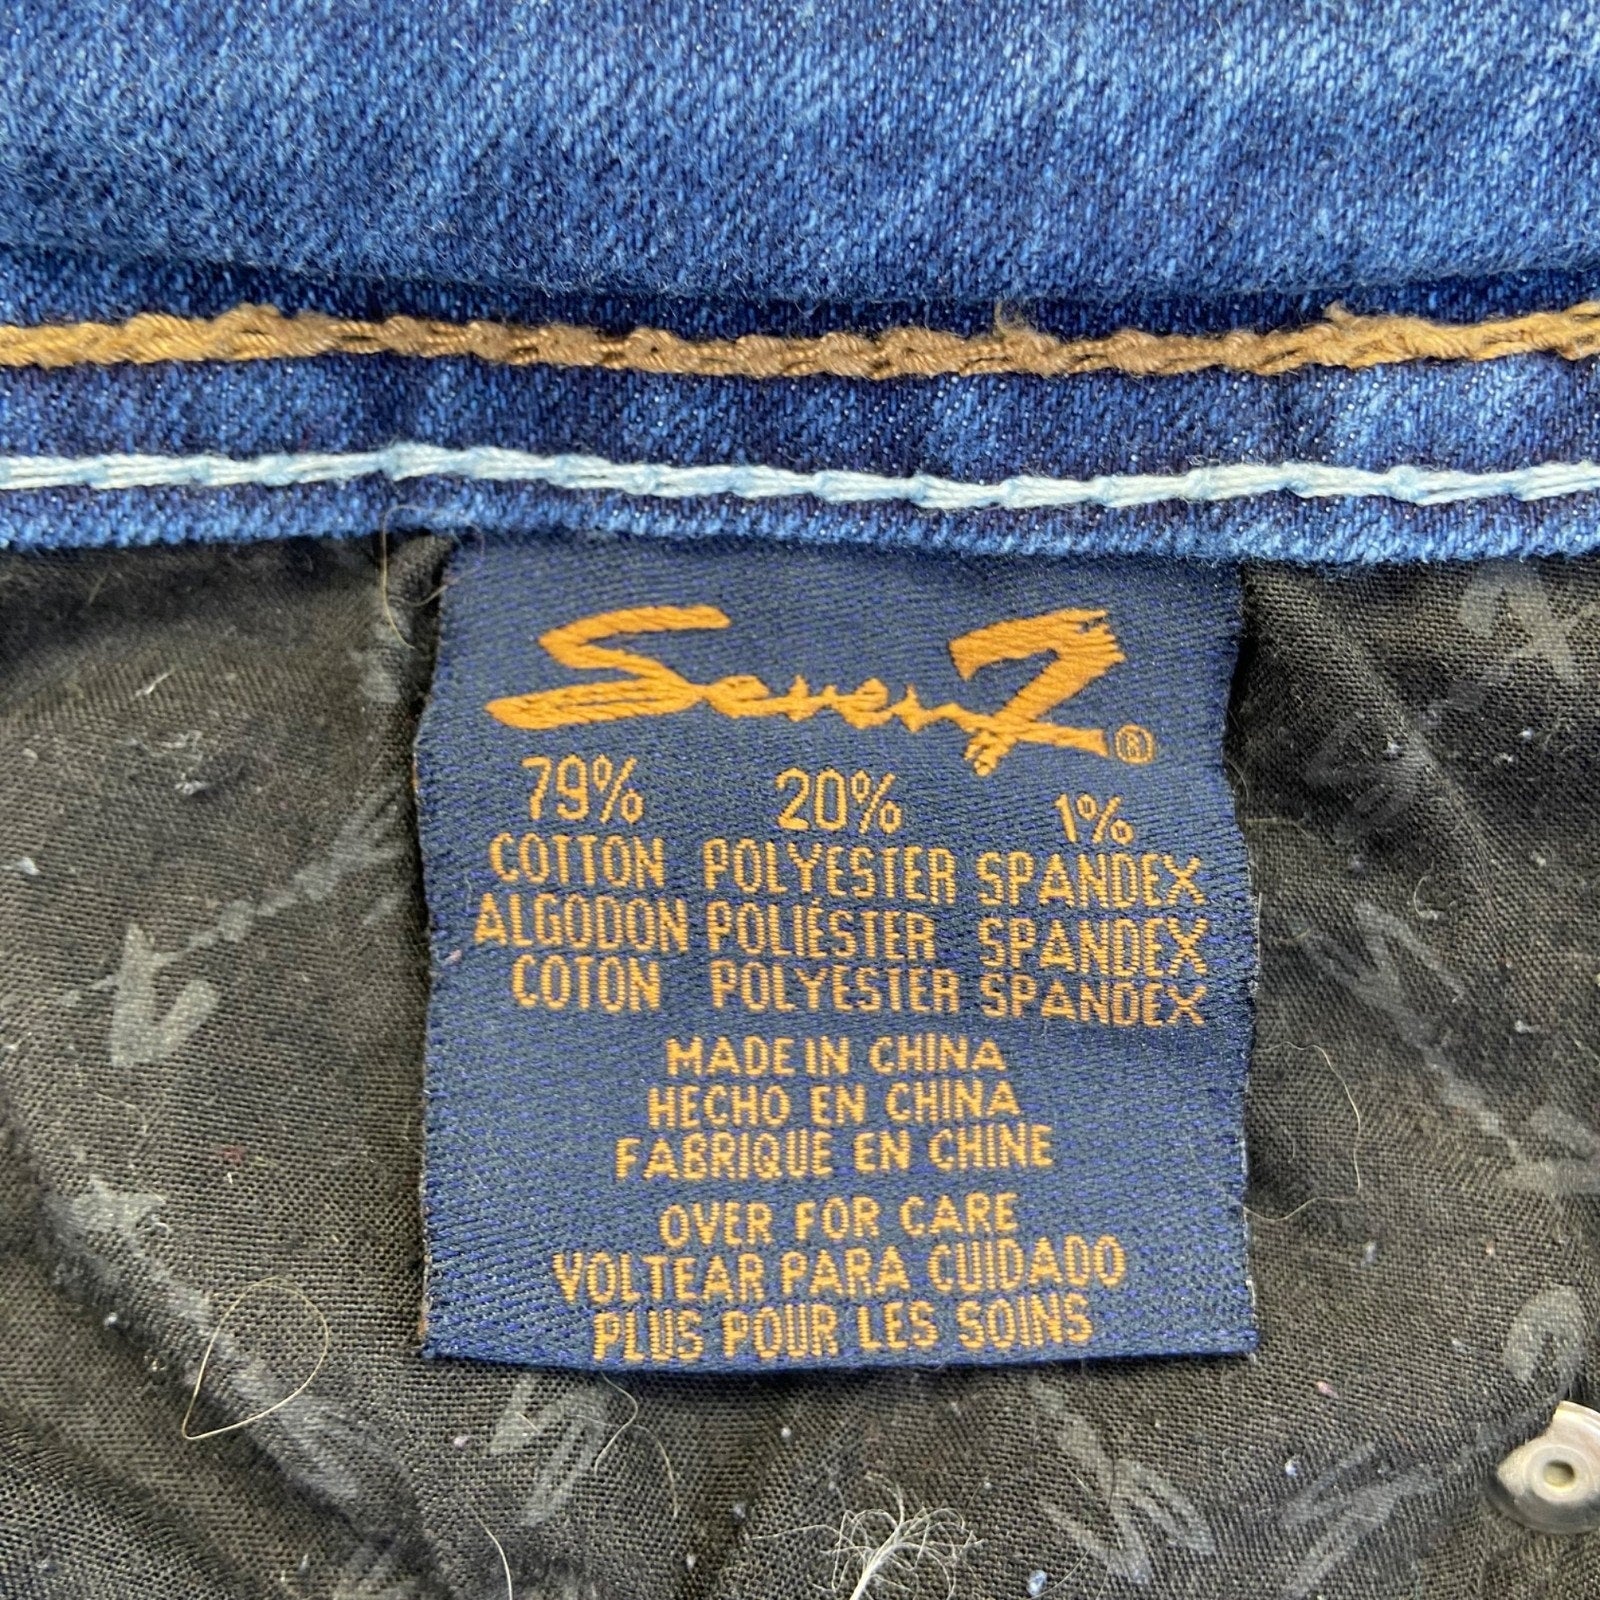 Seven7®
79% 20% 1%
COTTON POLYESTER SPANDEX
ALGODON POLIÉSTER SPANDEX
COTON POLYESTER SPANDEX
MADE IN CHINA
HECHO EN CHINA
FABRIQUE EN CHINE
OVER FOR CARE
VOLTEAR PARA CUIDADO
PLUS POUR LES SOINS